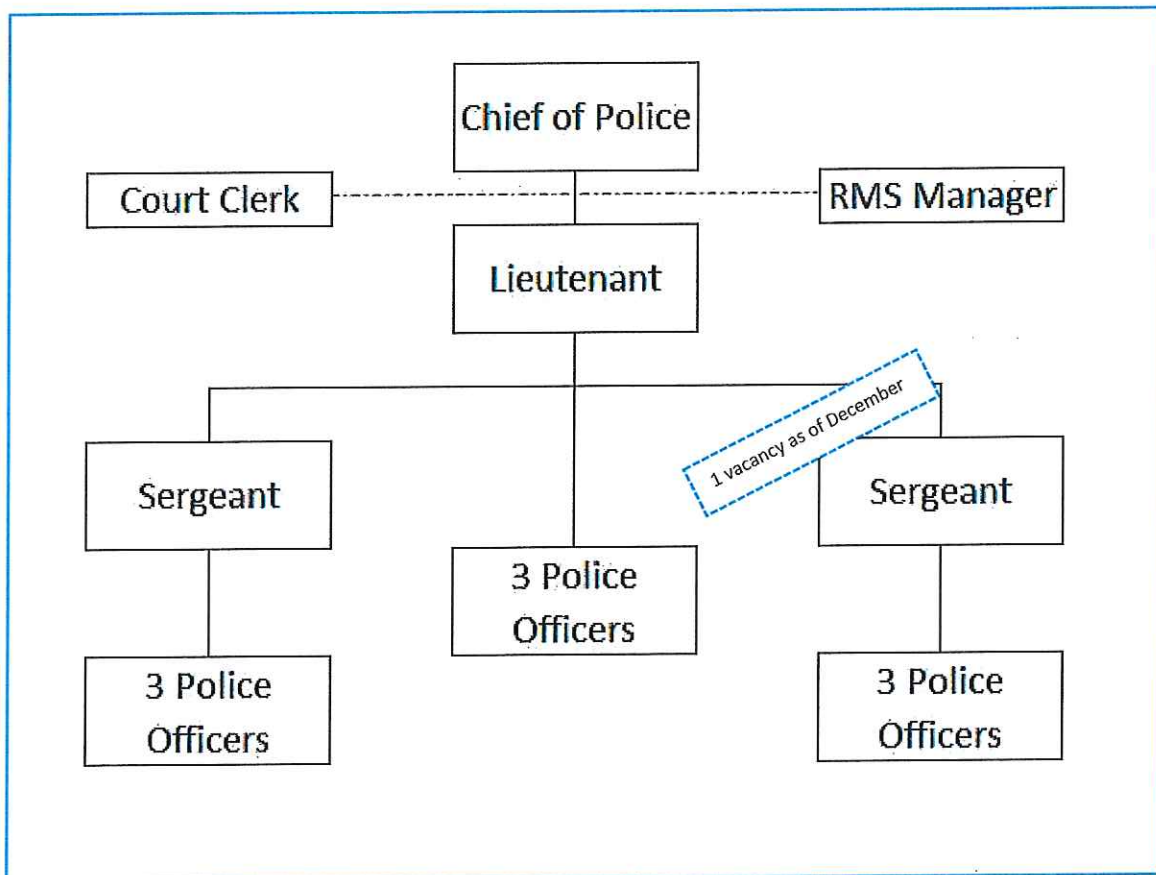 Chief of Police
Court Clerk
RMS Manager
Lieutenant
1 vacancy as of December
Sergeant
Sergeant
3 Police
Officers
3 Police
Officers
3 Police
Officers